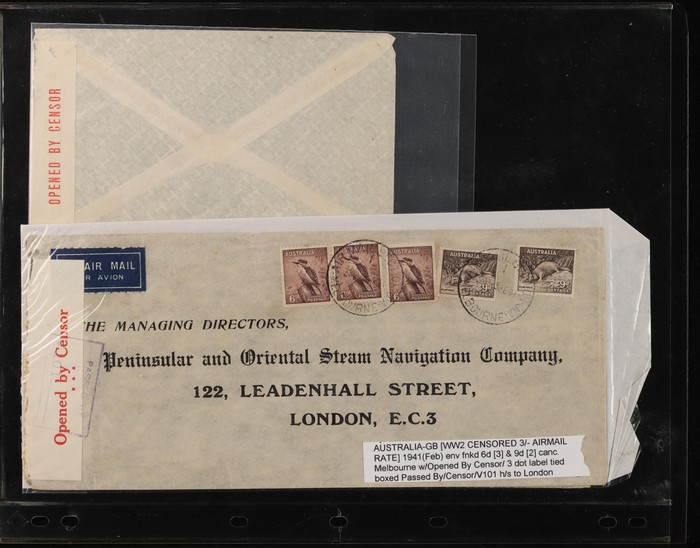 OPENED BY CENSOR
AIR MAIL
AVION
Opened by Censor
AUSTRALIA
6D
AUSTRALIA
AUSTRALIA
AUSTRALIA
9D
AUSTRALIA
9D
THE MANAGING DIRECTORS,
Peninsular and Oriental Steam Navigation Company,
122, LEADENHALL STREET,
LONDON, E.C.3
AUSTRALIA-GB [WW2 CENSORED 3/- AIRMAIL
RATE] 1941(Feb) env fnkd 6d [3] & 9d [2] canc.
Melbourne w/Opened By Censor/ 3 dot label tied
boxed Passed By/Censor/V101 h/s to London